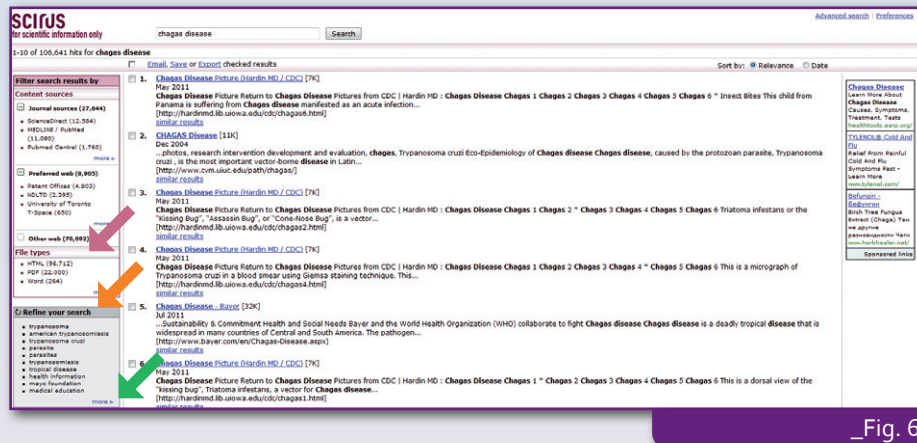 SCIRUS
for scientific information only
chagas disease
Search
Advanced search | Preferences
1-10 of 106,641 hits for chagas disease
Email, Save or Export checked results
Sort by: Relevance Date
Filter search results by
Content sources
Journal sources (27,644)
ScienceDirect (12,584)
MEDLINE / PubMed
(11,080)
Pubmed Central (1,760)
more »
Preferred web (8,905)
Patent Offices (4,803)
NDLTD (2,395)
University of Toronto
T-Space (650)
Other web (70,092)
File types
HTML (96,712)
PDF (22,000)
Word (264)
Refine your search
trypanosoma
american trypanosomiasis
trypanosoma cruzi
parasite
parasites
trypanosomiasis
tropical disease
health information
mayo foundation
medical education
more »
1. Chagas Disease Picture (Hardin MD / CDC) [7K]
May 2011
Chagas Disease Picture Return to Chagas Disease Pictures from CDC | Hardin MD : Chagas Disease Chagas 1 Chagas 2 Chagas 3 Chagas 4 Chagas 5 Chagas 6 * Insect Bites This child from
Panama is suffering from Chagas disease manifested as an acute infection...
[http://hardinmd.lib.uiowa.edu/cdc/chagas6.html]
similar results
2. CHAGAS Disease [11K]
Dec 2004
...photos, research intervention development and evaluation, chagas, Trypanosoma cruzi Eco-Epidemiology of Chagas disease Chagas disease, caused by the protozoan parasite, Trypanosoma
cruzi , is the most important vector-borne disease in Latin...
[http://www.cvm.uiuc.edu/path/chagas/]
similar results
3. Chagas Disease Picture (Hardin MD / CDC) [7K]
May 2011
Chagas Disease Picture Return to Chagas Disease Pictures from CDC | Hardin MD : Chagas Disease Chagas 1 Chagas 2 * Chagas 3 Chagas 4 Chagas 5 Chagas 6 Triatoma infestans or the
"Kissing Bug", "Assassin Bug", or "Cone-Nose Bug", is a vector...
[http://hardinmd.lib.uiowa.edu/cdc/chagas2.html]
similar results
4. Chagas Disease Picture (Hardin MD / CDC) [7K]
May 2011
Chagas Disease Picture Return to Chagas Disease Pictures from CDC | Hardin MD : Chagas Disease Chagas 1 Chagas 2 Chagas 3 Chagas 4 * Chagas 5 Chagas 6 This is a micrograph of
Trypanosoma cruzi in a blood smear using Giemsa staining technique. This...
[http://hardinmd.lib.uiowa.edu/cdc/chagas4.html]
similar results
5. Chagas Disease - Bayer [32K]
Jul 2011
...Sustainability & Commitment Health and Social Needs Bayer and the World Health Organization (WHO) collaborate to fight Chagas disease Chagas disease is a deadly tropical disease that is
widespread in many countries of Central and South America. The pathogen...
[http://www.bayer.com/en/Chagas-Disease.aspx]
similar results
6. Chagas Disease Picture (Hardin MD / CDC) [7K]
May 2011
Chagas Disease Picture Return to Chagas Disease Pictures from CDC | Hardin MD : Chagas Disease Chagas 1 * Chagas 2 Chagas 3 Chagas 4 Chagas 5 Chagas 6 This is a dorsal view of the
"kissing bug", Triatoma infestans, a vector for Chagas disease...
[http://hardinmd.lib.uiowa.edu/cdc/chagas1.html]
similar results
Chagas Disease
Learn More About
Chagas Disease
Causes, Symptoms,
Treatment, Tests
healthtools.aarp.org/
TYLENOL® Cold And
Flu
Relief From Painful
Cold And Flu
Symptoms Fast -
Learn More
www.tylenol.com/
Befungin -
Бефунгин
Birch Tree Fungus
Extract (Chaga) Так
же другие
разновидности Чаги
www.herbhealer.net/
Sponsored links
_Fig. 6